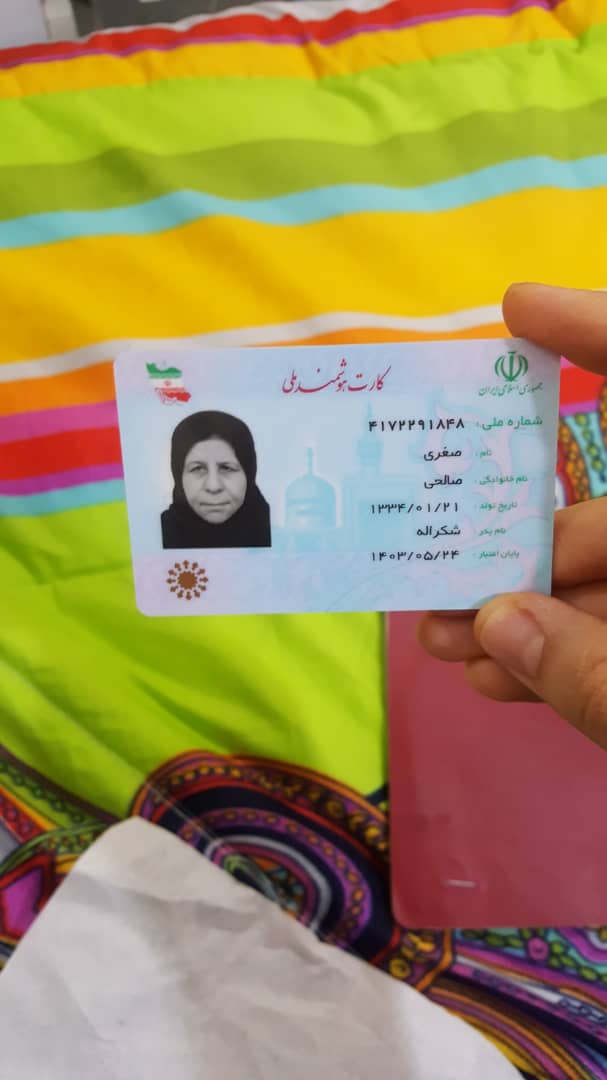 کارت هوشمند ملی
جمهوری اسلامی ایران
شماره ملی: ۴۱۷۲۲۹۱۸۴۸
نام: صغری
نام خانوادگی: صالحی
تاریخ تولد: ۱۳۳۴/۰۱/۲۱
نام پدر: شکراله
پایان اعتبار: ۱۴۰۳/۰۵/۲۴